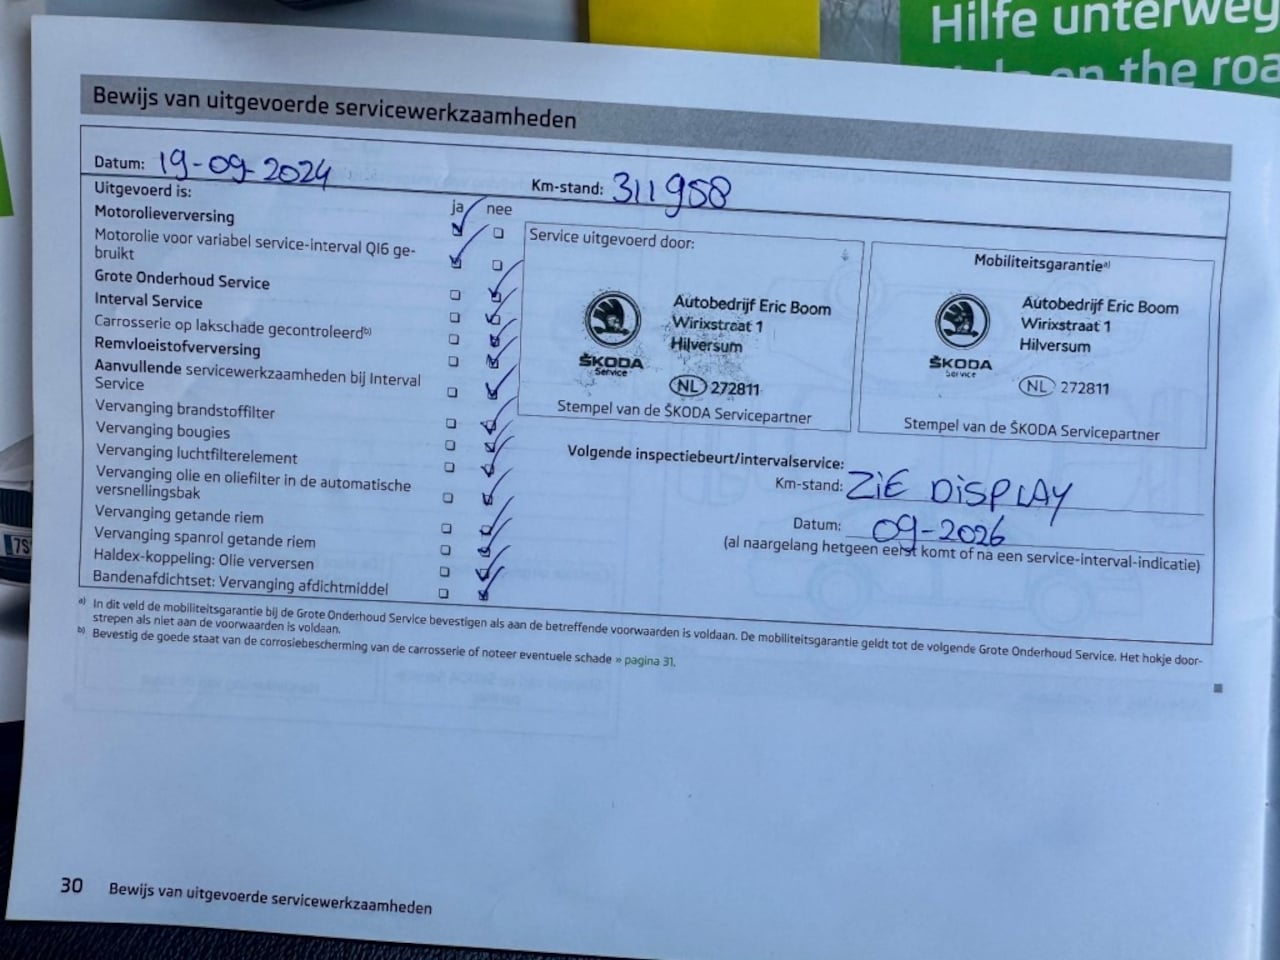 Hilfe unterweg
on the roa
Bewijs van uitgevoerde servicewerkzaamheden
Datum: 19-09-2024
Km-stand: 311958
Uitgevoerd is:
ja nee
Motorolieverversing
Motorolie voor variabel service-interval QI6 ge-
bruikt
Grote Onderhoud Service
Interval Service
Carrosserie op lakschade gecontroleerd b)
Remvloeistofverversing
Aanvullende servicewerkzaamheden bij Interval
Service
Vervanging brandstoffilter
Vervanging bougies
Vervanging luchtfilterelement
Vervanging olie en oliefilter in de automatische
versnellingsbak
Vervanging getande riem
Vervanging spanrol getande riem
Haldex-koppeling: Olie verversen
Bandenafdichtset: Vervanging afdichtmiddel
Service uitgevoerd door:
Autobedrijf Eric Boom
Wirixstraat 1
Hilversum
ŠKODA
Service
NL 272811
Stempel van de ŠKODA Servicepartner
Mobiliteitsgarantie a)
Autobedrijf Eric Boom
Wirixstraat 1
Hilversum
ŠKODA
Service
NL 272811
Stempel van de ŠKODA Servicepartner
Volgende inspectiebeurt/intervalservice:
Km-stand: ZiE DiSPLAY
Datum: 09-2026
(al naargelang hetgeen eerst komt of na een service-interval-indicatie)
a) In dit veld de mobiliteitsgarantie bij de Grote Onderhoud Service bevestigen als aan de betreffende voorwaarden is voldaan. De mobiliteitsgarantie geldt tot de volgende Grote Onderhoud Service. Het hokje door-
strepen als niet aan de voorwaarden is voldaan.
b) Bevestig de goede staat van de corrosiebescherming van de carrosserie of noteer eventuele schade » pagina 31.
30 Bewijs van uitgevoerde servicewerkzaamheden